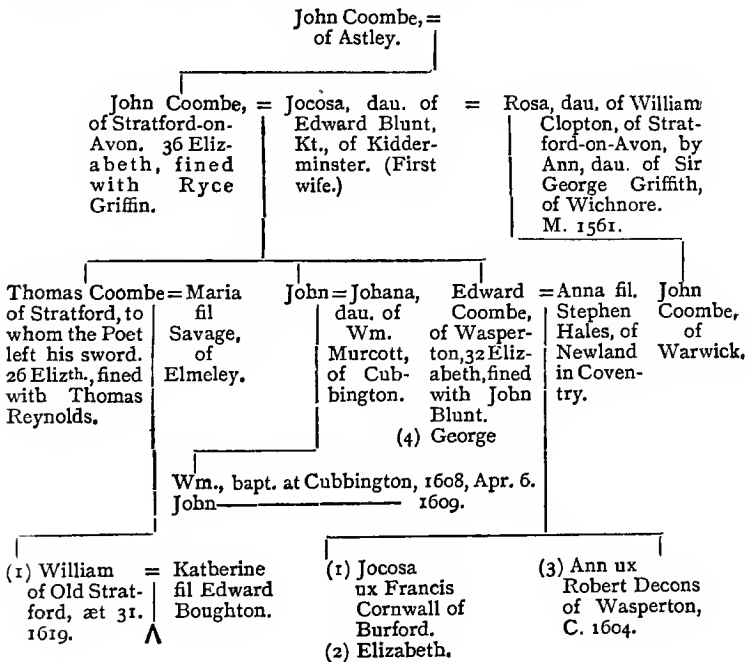 John Coombe, =
of Astley.
John Coombe,
of Stratford-on-
Avon. 36 Eliz-
abeth, fined
with Ryce
Griffin.
= Jocosa, dau. of
Edward Blunt,
Kt., of Kidder-
minster. (First
wife.)
= Rosa, dau. of William
Clopton, of Strat-
ford-on-Avon, by
Ann, dau. of Sir
George Griffith,
of Wichnore.
M. 1561.
Thomas Coombe
of Stratford, to
whom the Poet
left his sword.
26 Elizth., fined
with Thomas
Reynolds.
= Maria
fil
Savage,
of
Elmeley.
John = Johana,
dau. of
Wm.
Murcott,
of Cub-
bington.
Edward
Coombe,
of Wasper-
ton, 32 Eliz-
abeth, fined
with John
Blunt.
(4) George
= Anna fil.
Stephen
Hales, of
Newland
in Coven-
try.
John
Coombe,
of
Warwick.
Wm., bapt. at Cubbington, 1608, Apr. 6.
John ——— 1609.
(1) William
of Old Strat-
ford, æt 31.
1619.
= Katherine
fil Edward
Boughton.
(1) Jocosa
ux Francis
Cornwall of
Burford.
(2) Elizabeth.
(3) Ann ux
Robert Decons
of Wasperton,
C. 1604.